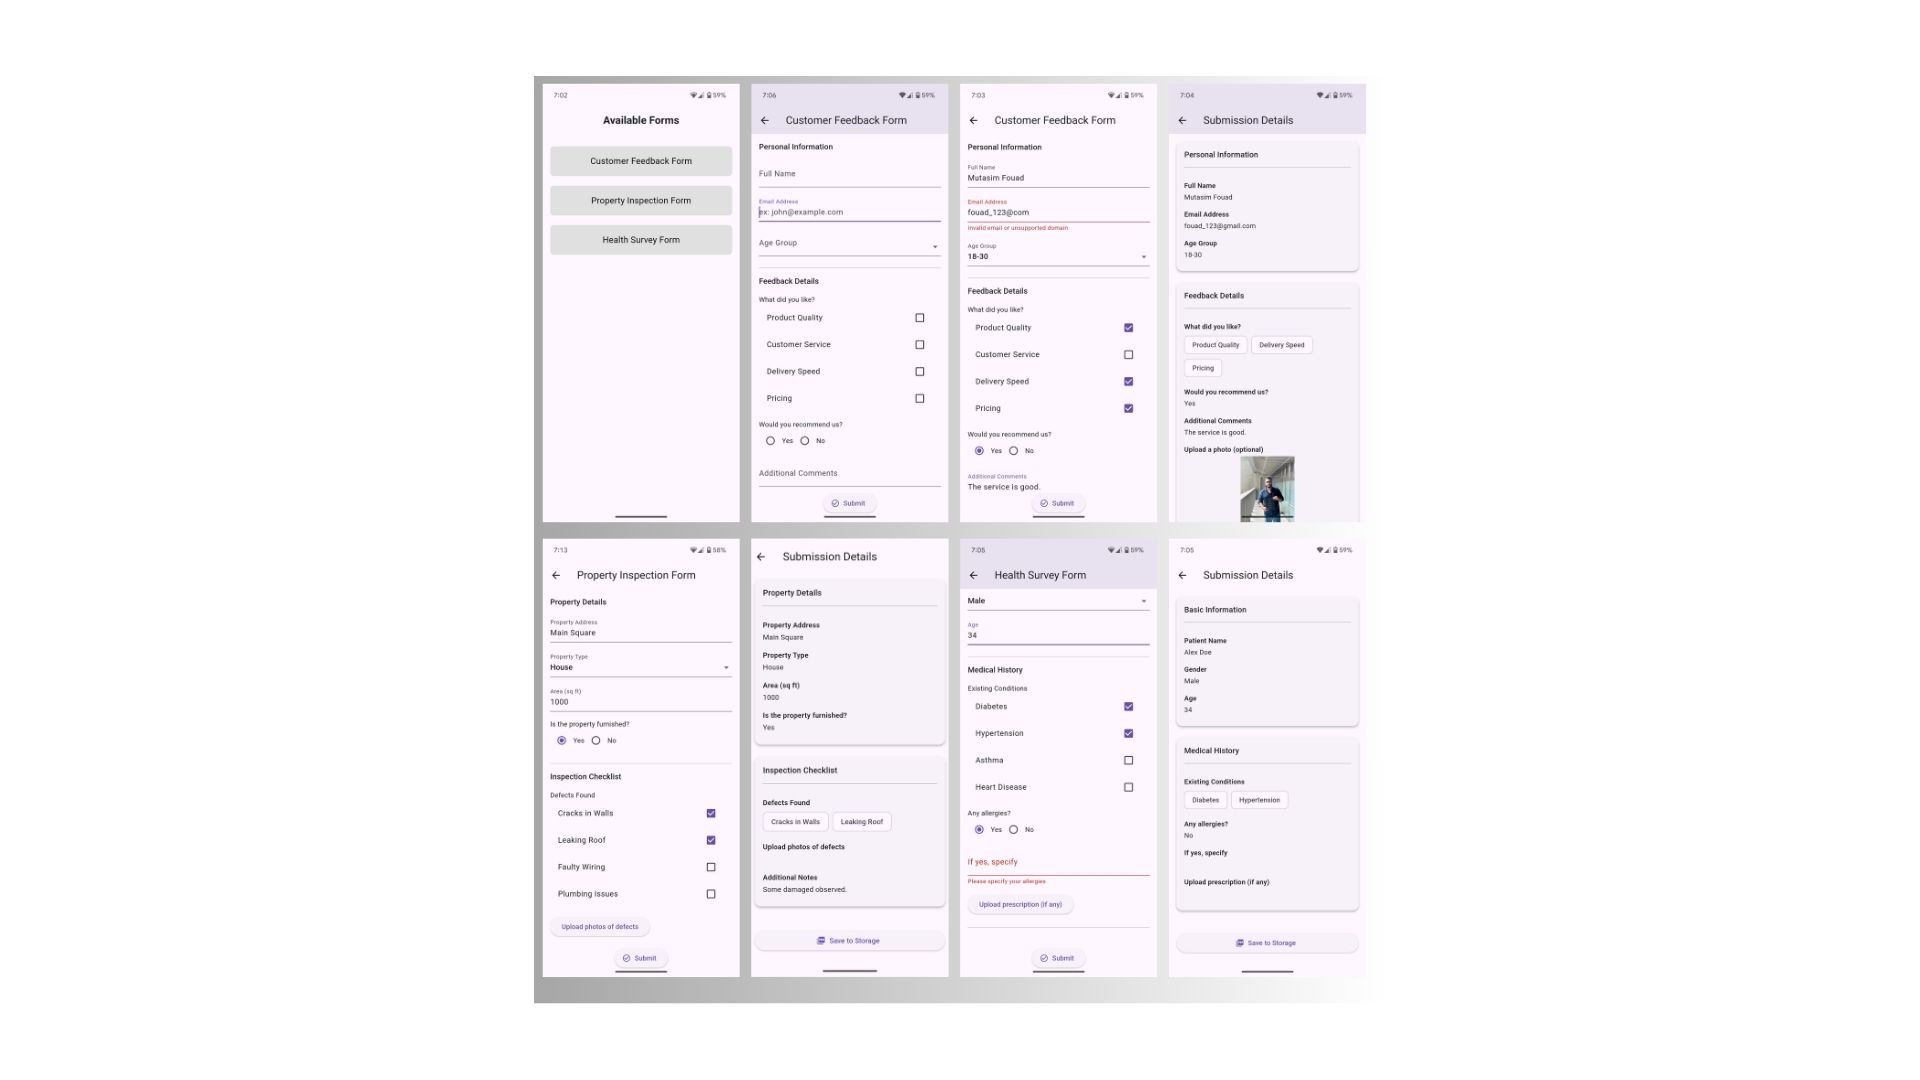 7:02
59%
Available Forms
Customer Feedback Form
Property Inspection Form
Health Survey Form
7:06
59%
Customer Feedback Form
Personal Information
Full Name
Email Address
ex: john@example.com
Age Group
Feedback Details
What did you like?
Product Quality
Customer Service
Delivery Speed
Pricing
Would you recommend us?
Yes No
Additional Comments
Submit
7:03
59%
Customer Feedback Form
Personal Information
Full Name
Mutasim Fouad
Email Address
fouad_123@com
Invalid email or unsupported domain
Age Group
18-30
Feedback Details
What did you like?
Product Quality
Customer Service
Delivery Speed
Pricing
Would you recommend us?
Yes No
Additional Comments
The service is good.
Submit
7:04
59%
Submission Details
Personal Information
Full Name
Mutasim Fouad
Email Address
fouad_123@gmail.com
Age Group
18-30
Feedback Details
What did you like?
Product Quality Delivery Speed
Pricing
Would you recommend us?
Yes
Additional Comments
The service is good.
Upload a photo (optional)
7:13
58%
Property Inspection Form
Property Details
Property Address
Main Square
Property Type
House
Area (sq ft)
1000
Is the property furnished?
Yes No
Inspection Checklist
Defects Found
Cracks in Walls
Leaking Roof
Faulty Wiring
Plumbing Issues
Upload photos of defects
Submit
Submission Details
Property Details
Property Address
Main Square
Property Type
House
Area (sq ft)
1000
Is the property furnished?
Yes
Inspection Checklist
Defects Found
Cracks in Walls Leaking Roof
Upload photos of defects
Additional Notes
Some damaged observed.
Save to Storage
7:05
59%
Health Survey Form
Male
Age
34
Medical History
Existing Conditions
Diabetes
Hypertension
Asthma
Heart Disease
Any allergies?
Yes No
If yes, specify
Please specify your allergies
Upload prescription (if any)
Submit
7:05
59%
Submission Details
Basic Information
Patient Name
Alex Doe
Gender
Male
Age
34
Medical History
Existing Conditions
Diabetes Hypertension
Any allergies?
No
If yes, specify
Upload prescription (if any)
Save to Storage